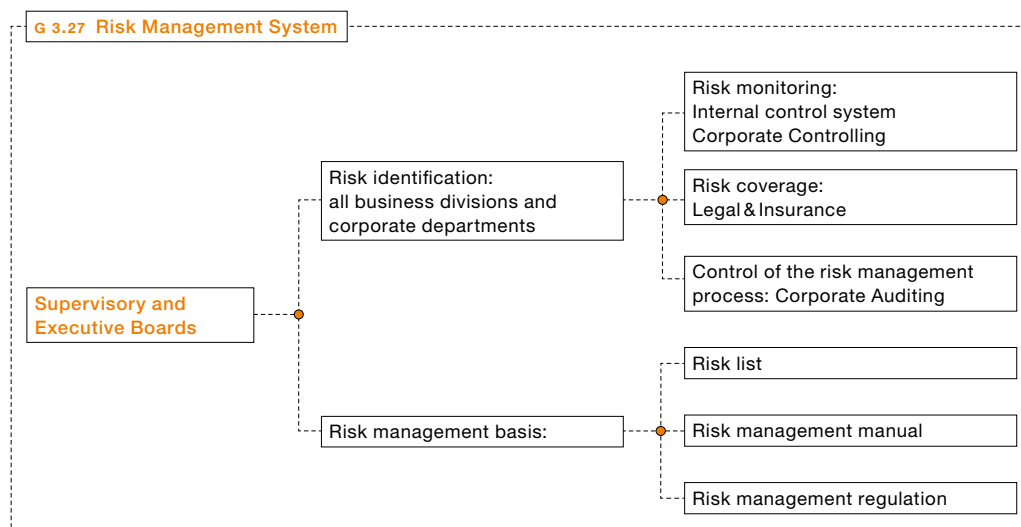 G 3.27 Risk Management System
Risk monitoring:
Internal control system
Corporate Controlling
Risk identification:
all business divisions and
corporate departments
Risk coverage:
Legal & Insurance
Control of the risk management
process: Corporate Auditing
Supervisory and
Executive Boards
Risk list
Risk management basis:
Risk management manual
Risk management regulation